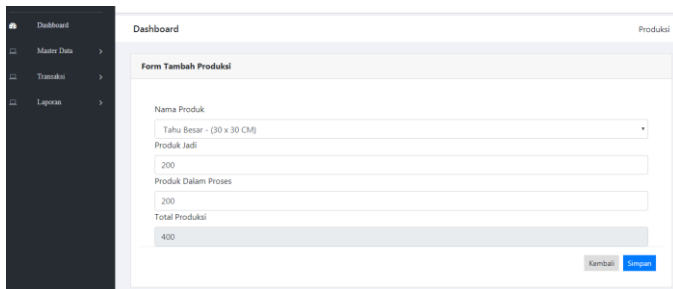 Dashboard
Master Data
Transaksi
Laporan
Dashboard
Produksi
Form Tambah Produksi
Nama Produk
Tahu Besar - (30 x 30 CM)
Produk Jadi
200
Produk Dalam Proses
200
Total Produksi
400
Kembali
Simpan